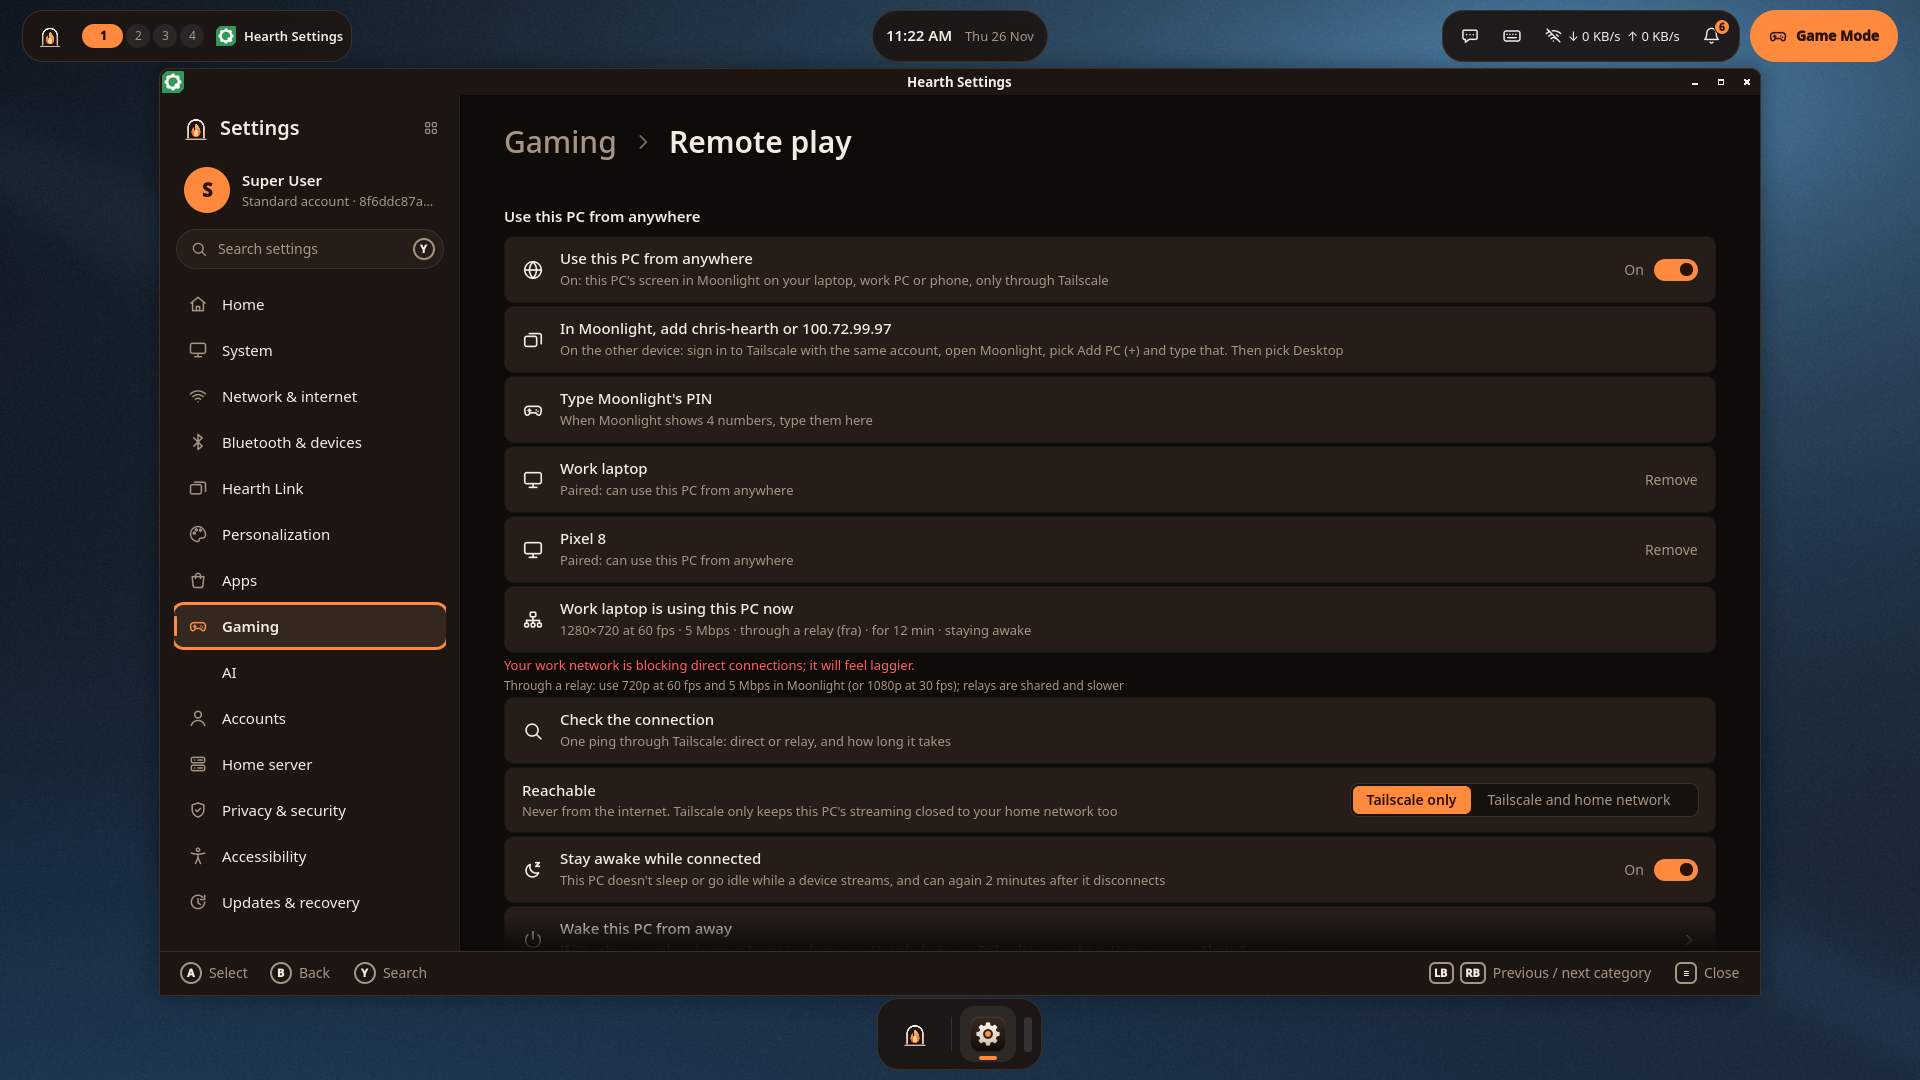 1
2
3
4
Hearth Settings
11:22 AM Thu 26 Nov
↓ 0 KB/s ↑ 0 KB/s
6
Game Mode
Hearth Settings
Settings
S
Super User
Standard account · 8f6ddc87a...
Search settings
Y
Home
System
Network & internet
Bluetooth & devices
Hearth Link
Personalization
Apps
Gaming
AI
Accounts
Home server
Privacy & security
Accessibility
Updates & recovery
Gaming > Remote play
Use this PC from anywhere
Use this PC from anywhere
On: this PC's screen in Moonlight on your laptop, work PC or phone, only through Tailscale
On
In Moonlight, add chris-hearth or 100.72.99.97
On the other device: sign in to Tailscale with the same account, open Moonlight, pick Add PC (+) and type that. Then pick Desktop
Type Moonlight's PIN
When Moonlight shows 4 numbers, type them here
Work laptop
Paired: can use this PC from anywhere
Remove
Pixel 8
Paired: can use this PC from anywhere
Remove
Work laptop is using this PC now
1280×720 at 60 fps · 5 Mbps · through a relay (fra) · for 12 min · staying awake
Your work network is blocking direct connections; it will feel laggier.
Through a relay: use 720p at 60 fps and 5 Mbps in Moonlight (or 1080p at 30 fps); relays are shared and slower
Check the connection
One ping through Tailscale: direct or relay, and how long it takes
Reachable
Never from the internet. Tailscale only keeps this PC's streaming closed to your home network too
Tailscale only
Tailscale and home network
Stay awake while connected
This PC doesn't sleep or go idle while a device streams, and can again 2 minutes after it disconnects
On
Wake this PC from away
A Select
B Back
Y Search
LB RB Previous / next category
≡ Close